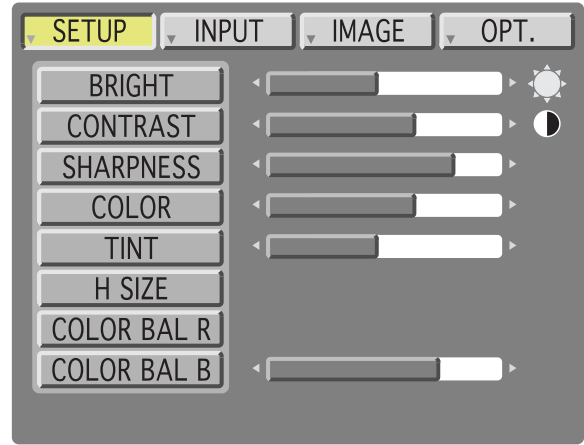 SETUP INPUT IMAGE OPT.
BRIGHT
CONTRAST
SHARPNESS
COLOR
TINT
H SIZE
COLOR BAL R
COLOR BAL B